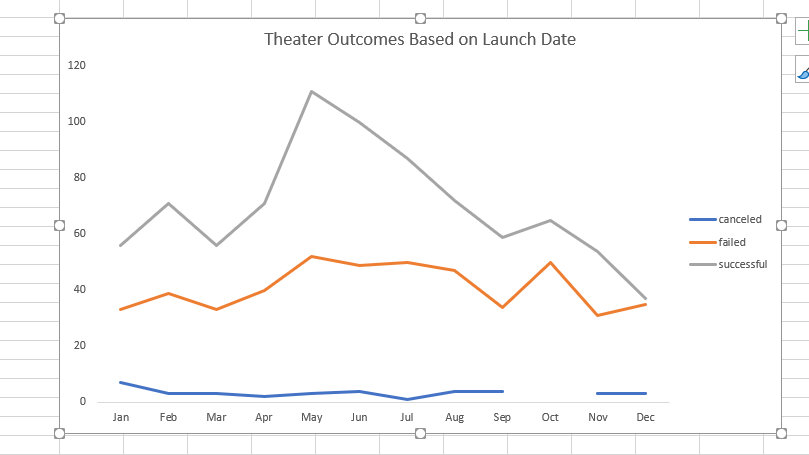 Theater Outcomes Based on Launch Date
120
100
80
60
40
20
0
Jan Feb Mar Apr May Jun Jul Aug Sep Oct Nov Dec
canceled
failed
successful